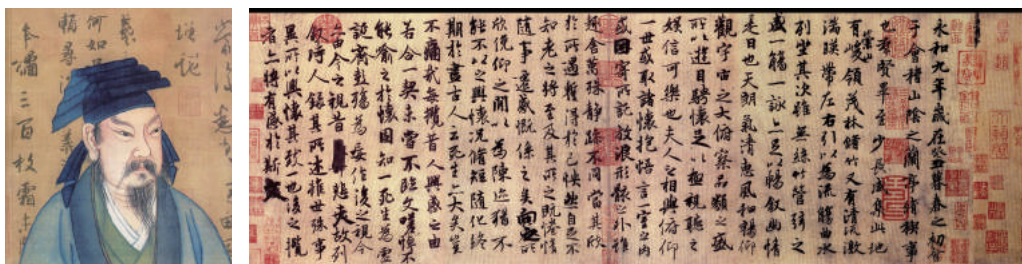 何如
奉橘三百枚霜未
永和九年歲在癸丑暮春之初會
于會稽山陰之蘭亭脩稧事
也羣賢畢至少長咸集此地
有崇山峻領茂林脩竹又有清流激
湍暎帶左右引以為流觴曲水
列坐其次雖無絲竹管弦之
盛一觴一詠亦足以暢敘幽情
是日也天朗氣清惠風和暢仰
觀宇宙之大俯察品類之盛
所以遊目騁懷足以極視聽之
娛信可樂也夫人之相與俯仰
一世或取諸懷抱悟言一室之內
或因寄所託放浪形骸之外雖
趣舍萬殊靜躁不同當其欣
於所遇暫得於己怏然自足不
知老之將至及其所之既惓情
隨事遷感慨係之矣向之所
欣俛仰之閒以為陳迹猶不
能不以之興懷況脩短隨化終
期於盡古人云死生亦大矣豈
不痛哉每攬昔人興感之由
若合一契未嘗不臨文嗟悼不
能喻之於懷固知一死生為虛
誕齊彭殤為妄作後之視今
亦由今之視昔悲夫故列
敘時人錄其所述雖世殊事
異所以興懷其致一也後之攬
者亦將有感於斯文